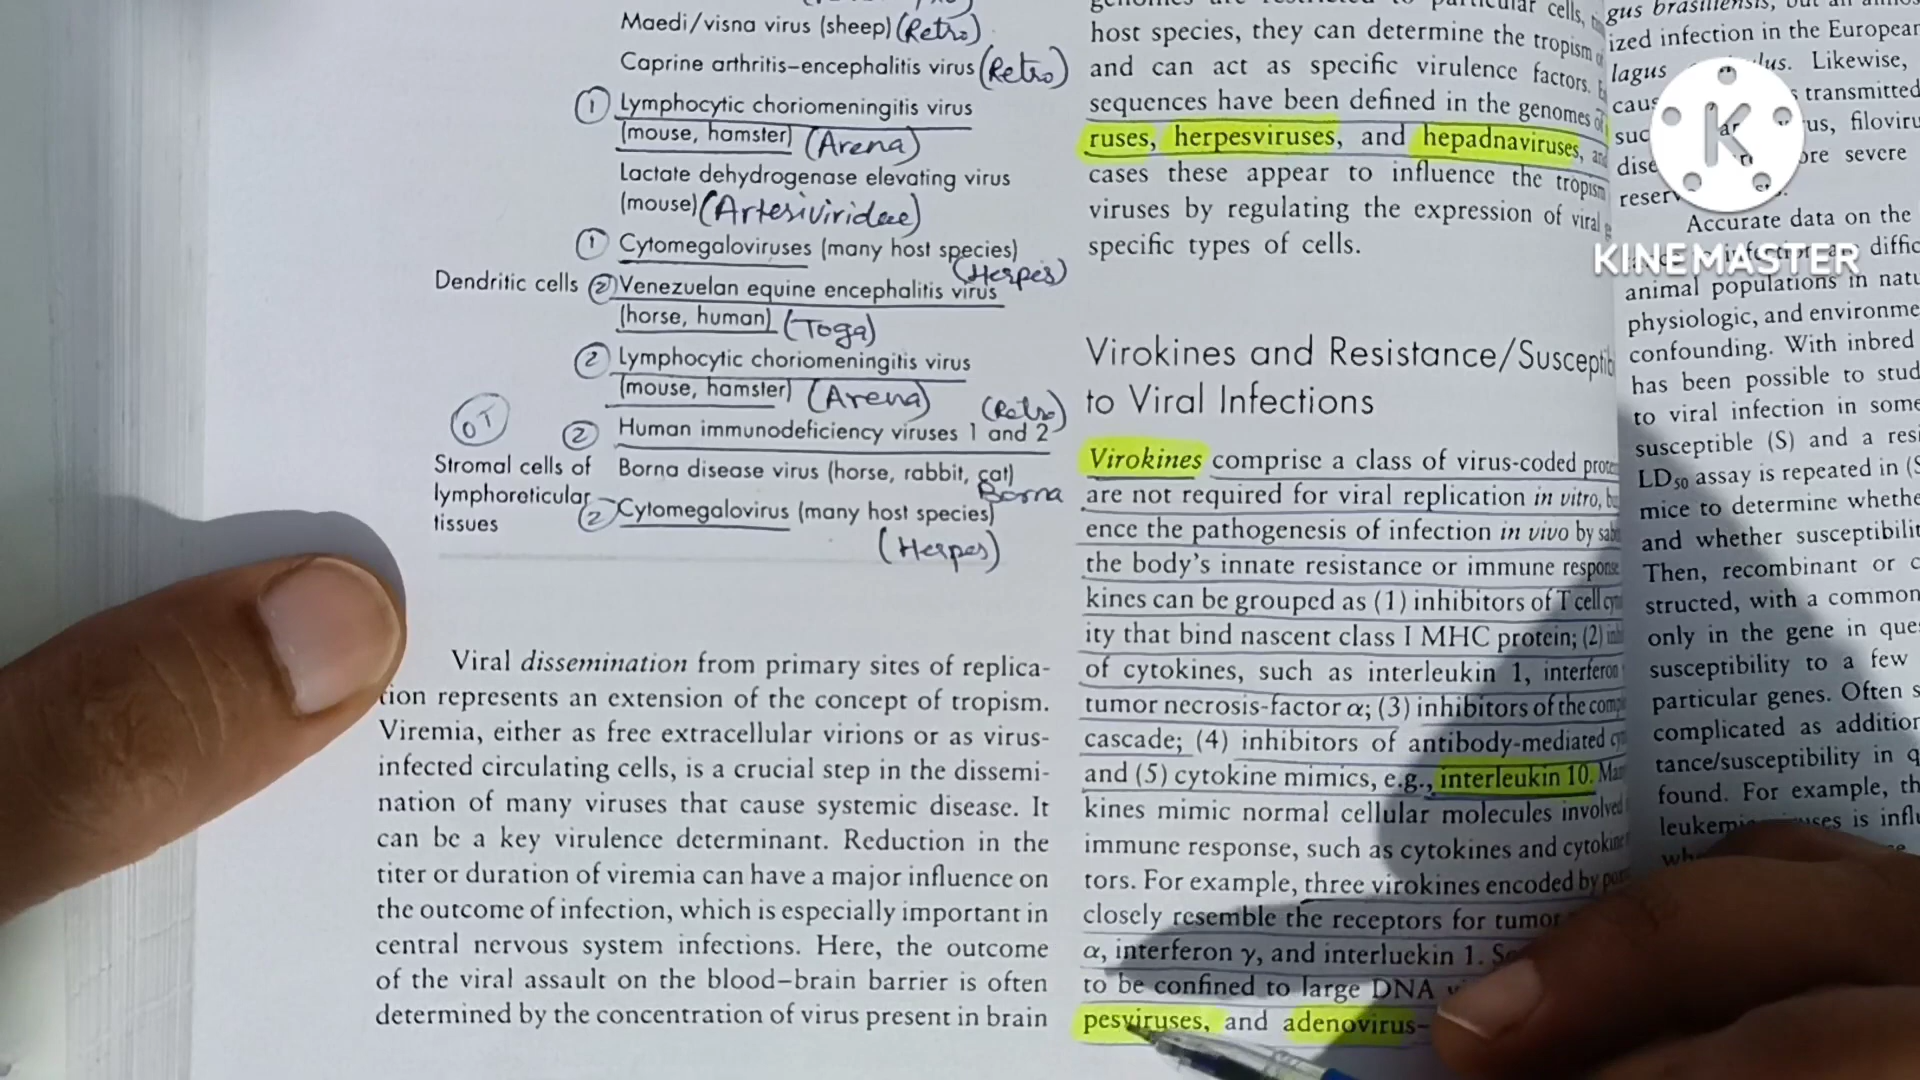 Maedi/visna virus (sheep) (Retro)
Caprine arthritis–encephalitis virus (Retro)
① Lymphocytic choriomeningitis virus
(mouse, hamster) (Arena)
Lactate dehydrogenase elevating virus
(mouse) (Artesiviridae)
① Cytomegaloviruses (many host species)
(Herpes)
Dendritic cells ② Venezuelan equine encephalitis virus
(horse, human) (Toga)
② Lymphocytic choriomeningitis virus
(mouse, hamster) (Arena)
(Retro)
OT ② Human immunodeficiency viruses 1 and 2
Stromal cells of Borna disease virus (horse, rabbit, cat)
Borna
lymphoreticular
tissues ② Cytomegalovirus (many host species)
(Herpes)
Viral dissemination from primary sites of replica-
tion represents an extension of the concept of tropism.
Viremia, either as free extracellular virions or as virus-
infected circulating cells, is a crucial step in the dissemi-
nation of many viruses that cause systemic disease. It
can be a key virulence determinant. Reduction in the
titer or duration of viremia can have a major influence on
the outcome of infection, which is especially important in
central nervous system infections. Here, the outcome
of the viral assault on the blood–brain barrier is often
determined by the concentration of virus present in brain
host species, they can determine the tropism
and can act as specific virulence factors.
sequences have been defined in the genomes
ruses, herpesviruses, and hepadnaviruses,
cases these appear to influence the tropism
viruses by regulating the expression of viral
specific types of cells.
Virokines and Resistance/Suscepti
to Viral Infections
Virokines comprise a class of virus-coded
are not required for viral replication in vitro,
ence the pathogenesis of infection in vivo by
the body's innate resistance or immune
kines can be grouped as (1) inhibitors of T cell
ity that bind nascent class I MHC protein; (2)
of cytokines, such as interleukin 1, interferon
tumor necrosis-factor α; (3) inhibitors of the
cascade; (4) inhibitors of antibody-mediated
and (5) cytokine mimics, e.g., interleukin 10.
kines mimic normal cellular molecules involved
immune response, such as cytokines and
tors. For example, three virokines encoded by
closely resemble the receptors for tumor
α, interferon γ, and interluekin 1.
to be confined to large DNA
pesviruses, and adenovirus-
gus brasiliensis, but
ized infection in the European
lagus Likewise,
transmitted
filoviru
severe
Accurate data on the
diffic
animal populations in natu
physiologic, and environme
confounding. With inbred
has been possible to stud
to viral infection in some
susceptible (S) and a resi
LD50 assay is repeated in (S
mice to determine whethe
and whether susceptibilit
Then, recombinant or c
structed, with a common
only in the gene in ques
susceptibility to a few
particular genes. Often s
complicated as addition
tance/susceptibility in q
found. For example, th
is influ
K
KINEMASTER